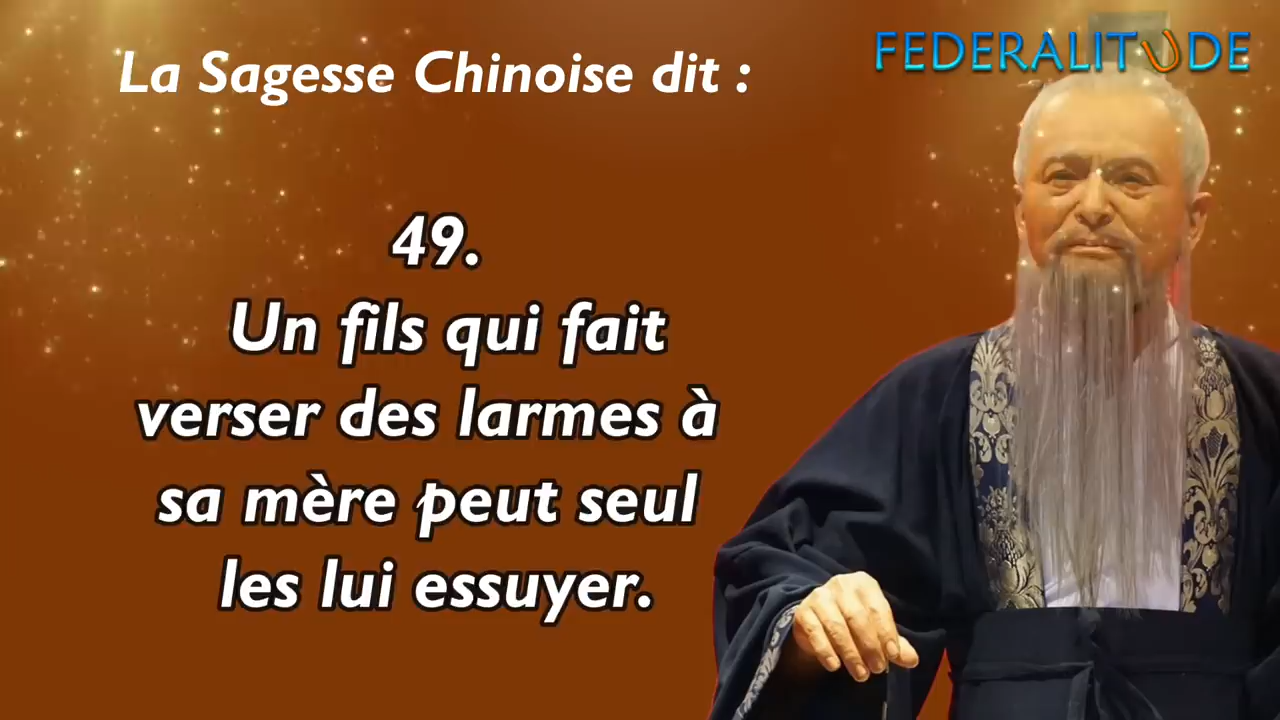 La Sagesse Chinoise dit :
FEDERALITUDE
49.
Un fils qui fait
verser des larmes à
sa mère peut seul
les lui essuyer.